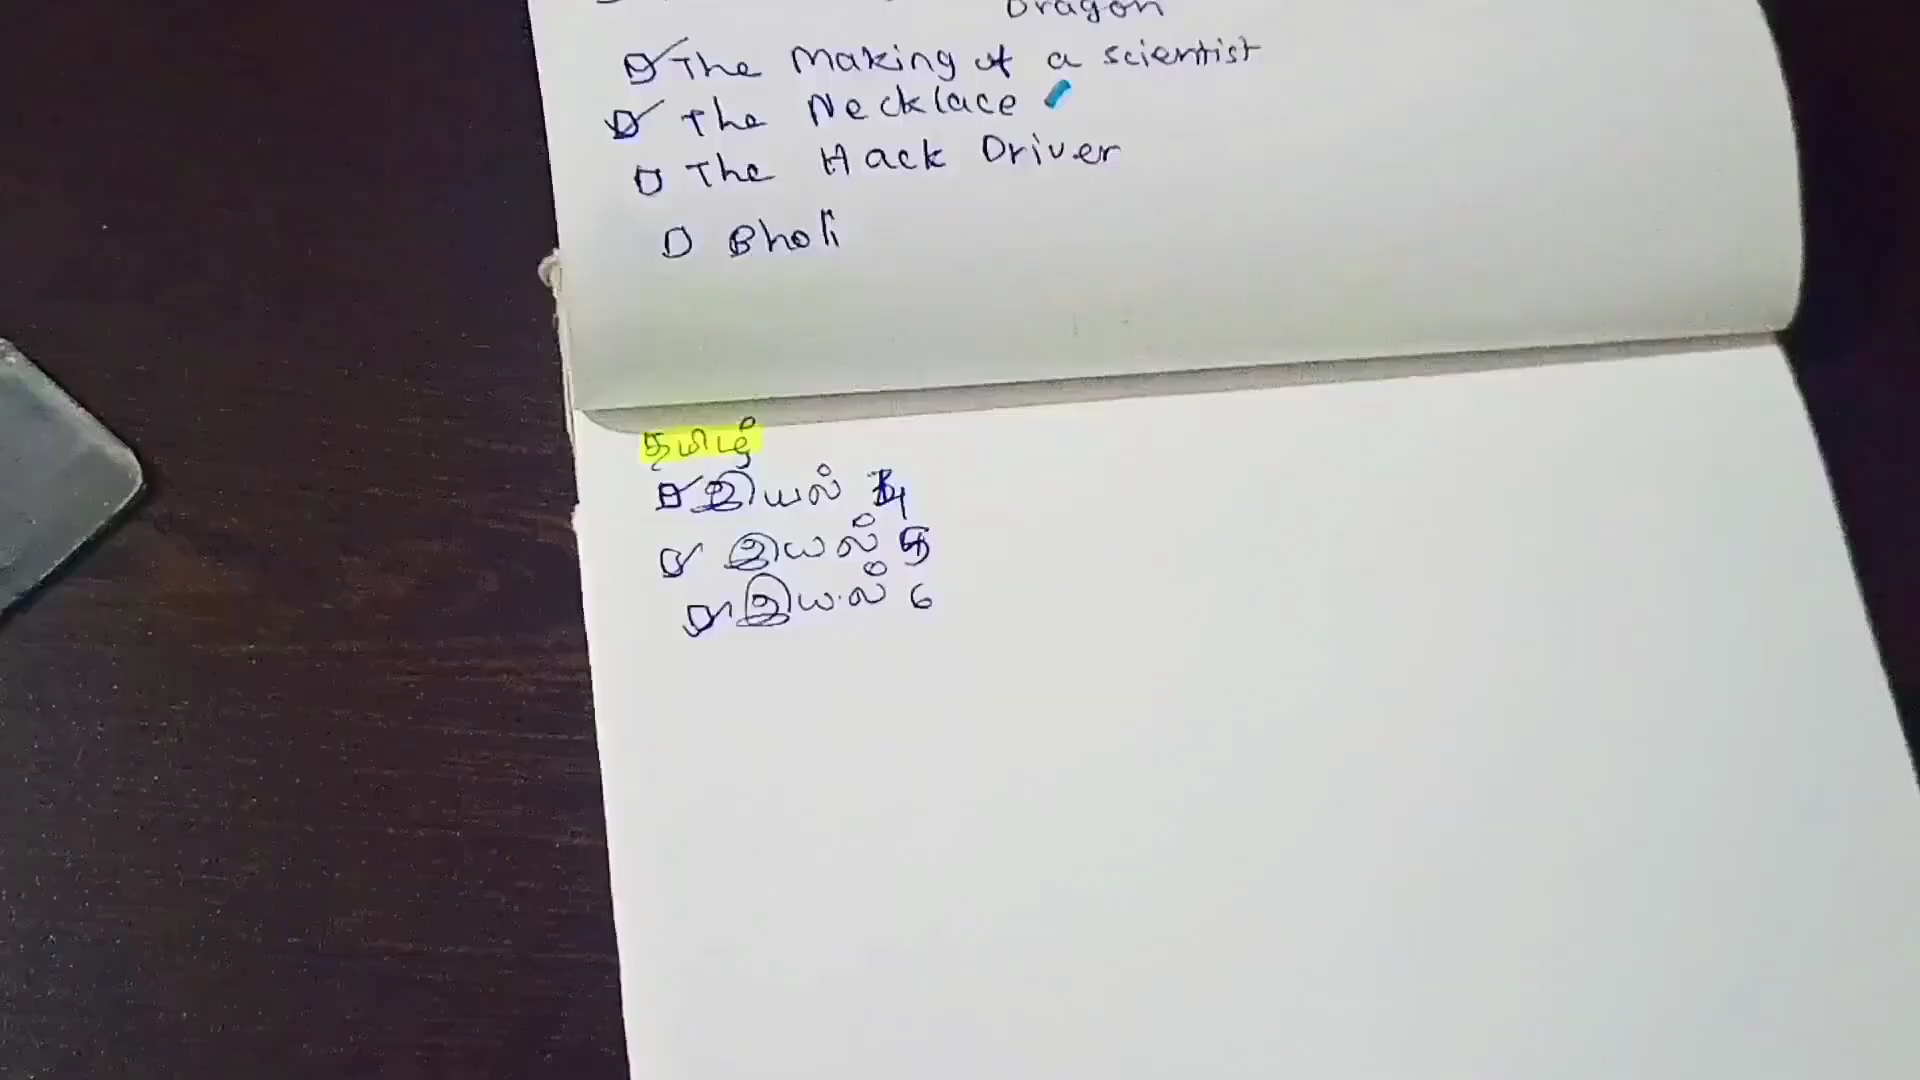 Dragon
The Making of a scientist
The Necklace
The Hack Driver
Bholi
தமிழ்
இயல் 4
இயல் 5
இயல் 6